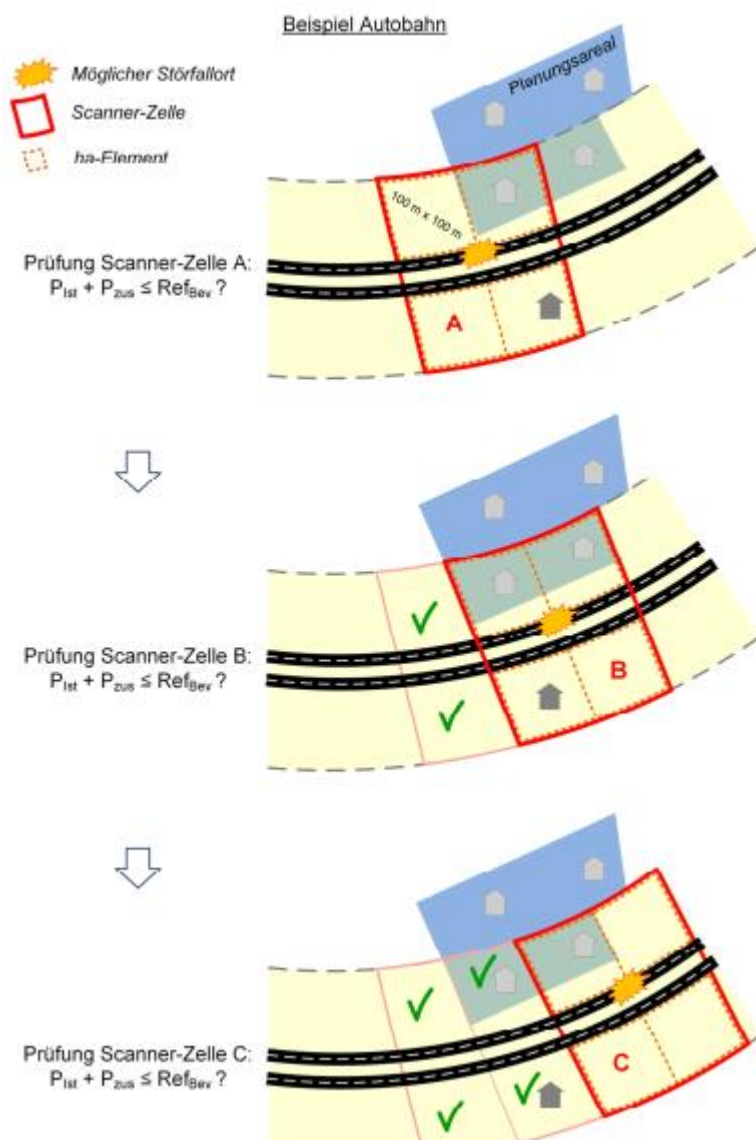 Beispiel Autobahn
Möglicher Störfallort
Scanner-Zelle
ha-Element
Planungsareal
100 m x 100 m
Prüfung Scanner-Zelle A:
P_Ist + P_zus ≤ Ref_Bev ?
A
Prüfung Scanner-Zelle B:
P_Ist + P_zus ≤ Ref_Bev ?
B
Prüfung Scanner-Zelle C:
P_Ist + P_zus ≤ Ref_Bev ?
C